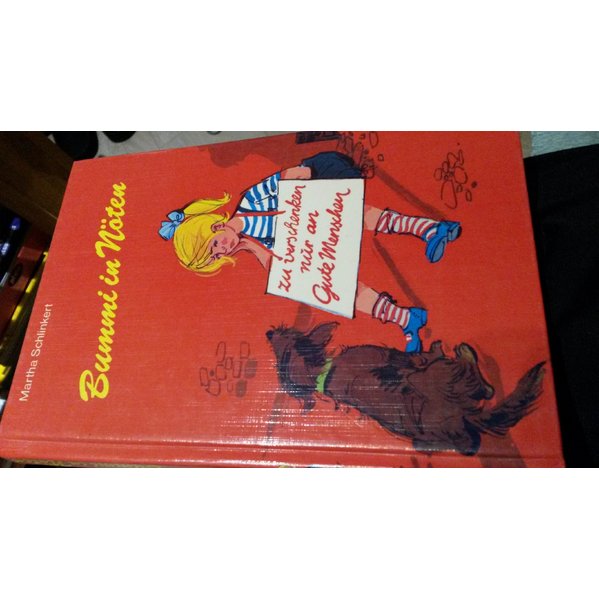 Martha Schlinkert
Bummi in Nöten
zu verschenken
nur an
Gute Menschen